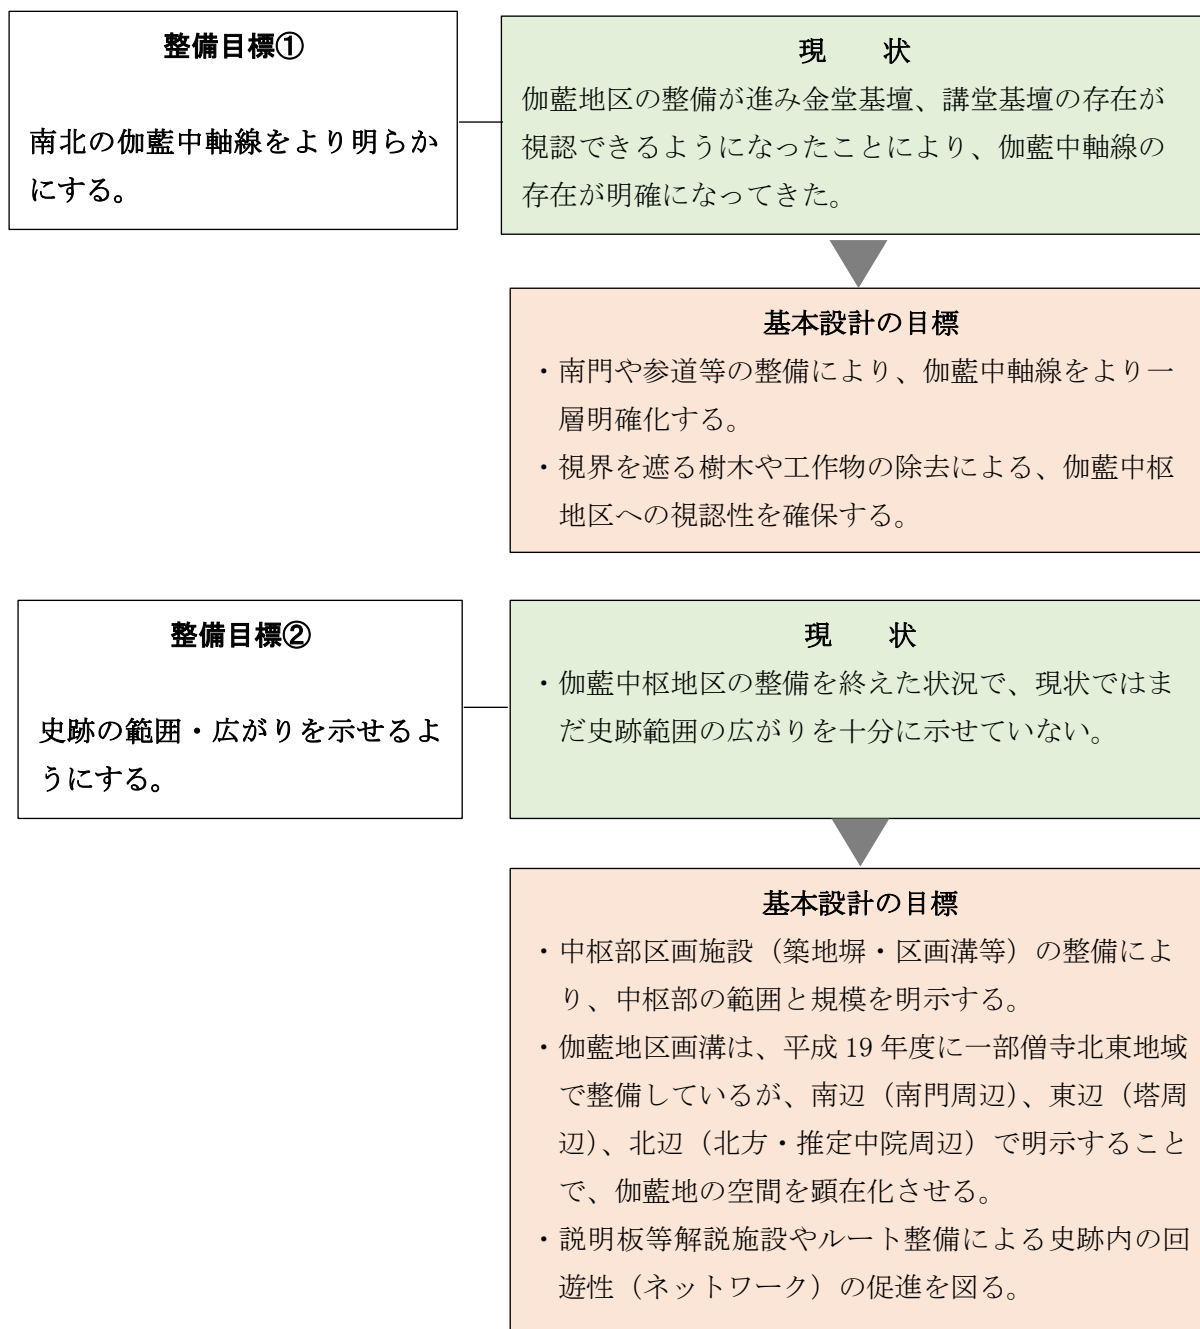 整備目標①
南北の伽藍中軸線をより明らか
にする。
現　　状
伽藍地区の整備が進み金堂基壇、講堂基壇の存在が
視認できるようになったことにより、伽藍中軸線の
存在が明確になってきた。
基本設計の目標
・南門や参道等の整備により、伽藍中軸線をより一
層明確化する。
・視界を遮る樹木や工作物の除去による、伽藍中枢
地区への視認性を確保する。
整備目標②
史跡の範囲・広がりを示せるよ
うにする。
現　　状
・伽藍中枢地区の整備を終えた状況で、現状ではま
だ史跡範囲の広がりを十分に示せていない。
基本設計の目標
・中枢部区画施設（築地塀・区画溝等）の整備によ
り、中枢部の範囲と規模を明示する。
・伽藍地区画溝は、平成 19 年度に一部僧寺北東地域
で整備しているが、南辺（南門周辺）、東辺（塔周
辺）、北辺（北方・推定中院周辺）で明示すること
で、伽藍地の空間を顕在化させる。
・説明板等解説施設やルート整備による史跡内の回
遊性（ネットワーク）の促進を図る。